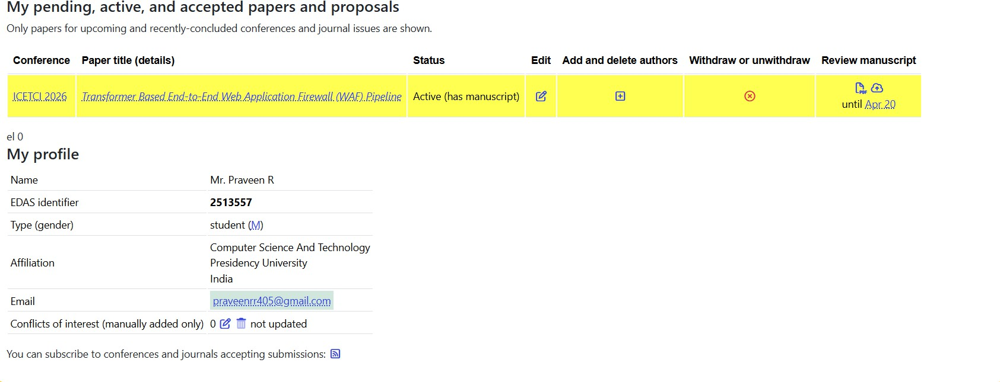 My pending, active, and accepted papers and proposals
Only papers for upcoming and recently-concluded conferences and journal issues are shown.
Conference Paper title (details) Status Edit Add and delete authors Withdraw or unwithdraw Review manuscript
ICETCI 2026 Transformer Based End-to-End Web Application Firewall (WAF) Pipeline Active (has manuscript) PDF
until Apr 20
el 0
My profile
Name Mr. Praveen R
EDAS identifier 2513557
Type (gender) student (M)
Affiliation Computer Science And Technology
Presidency University
India
Email praveenrr405@gmail.com
Conflicts of interest (manually added only) 0 not updated
You can subscribe to conferences and journals accepting submissions: